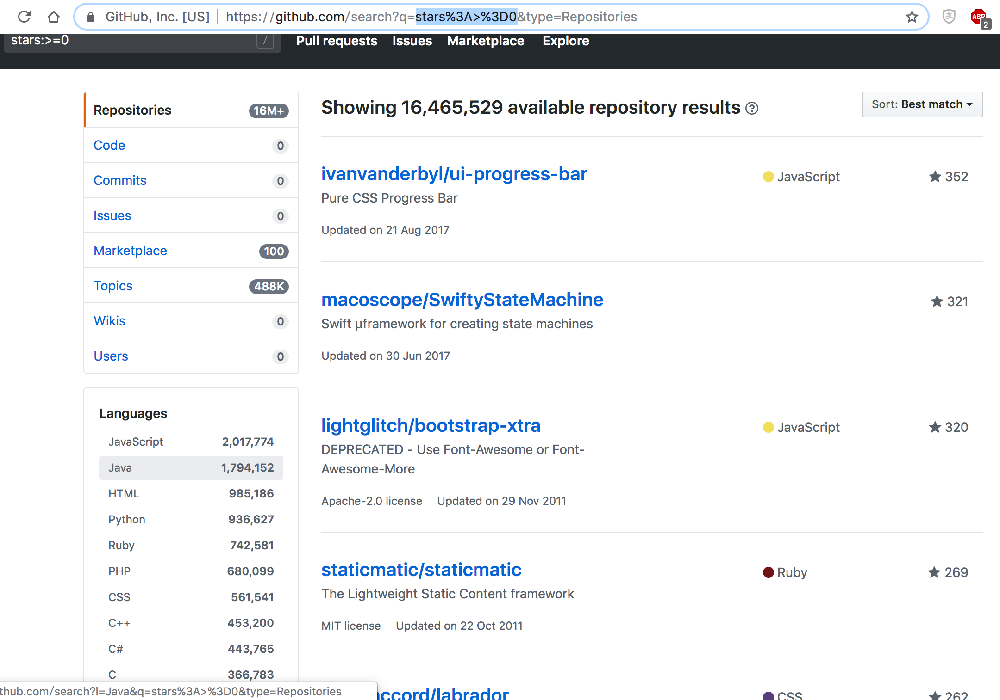 GitHub, Inc. [US] https://github.com/search?q=stars%3A>%3D0&type=Repositories
ABP 2
stars:>=0 / Pull requests Issues Marketplace Explore
Repositories 16M+
Code 0
Commits 0
Issues 0
Marketplace 100
Topics 488K
Wikis 0
Users 0
Languages
JavaScript 2,017,774
Java 1,794,152
HTML 985,186
Python 936,627
Ruby 742,581
PHP 680,099
CSS 561,541
C++ 453,200
C# 443,765
C 366,783
Showing 16,465,529 available repository results ?
Sort: Best match
ivanvanderbyl/ui-progress-bar JavaScript 352
Pure CSS Progress Bar
Updated on 21 Aug 2017
macoscope/SwiftyStateMachine 321
Swift µframework for creating state machines
Updated on 30 Jun 2017
lightglitch/bootstrap-xtra JavaScript 320
DEPRECATED - Use Font-Awesome or Font-
Awesome-More
Apache-2.0 license Updated on 29 Nov 2011
staticmatic/staticmatic Ruby 269
The Lightweight Static Content framework
MIT license Updated on 22 Oct 2011
ccord/labrador CSS 262
thub.com/search?l=Java&q=stars%3A>%3D0&type=Repositories